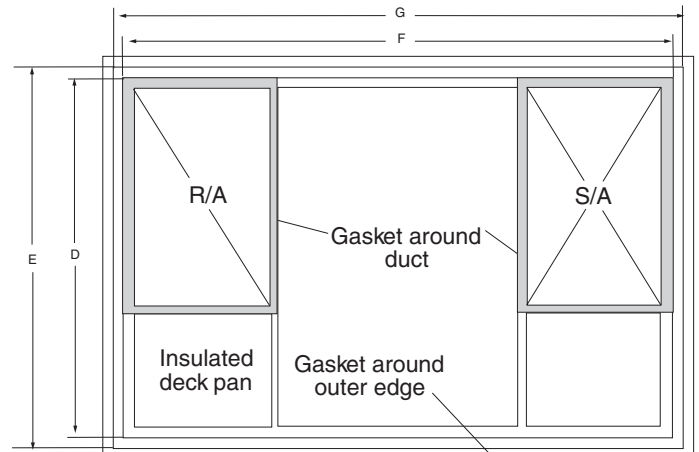 G
F
R/A
S/A
Gasket around
duct
E
D
Insulated
deck pan
Gasket around
outer edge